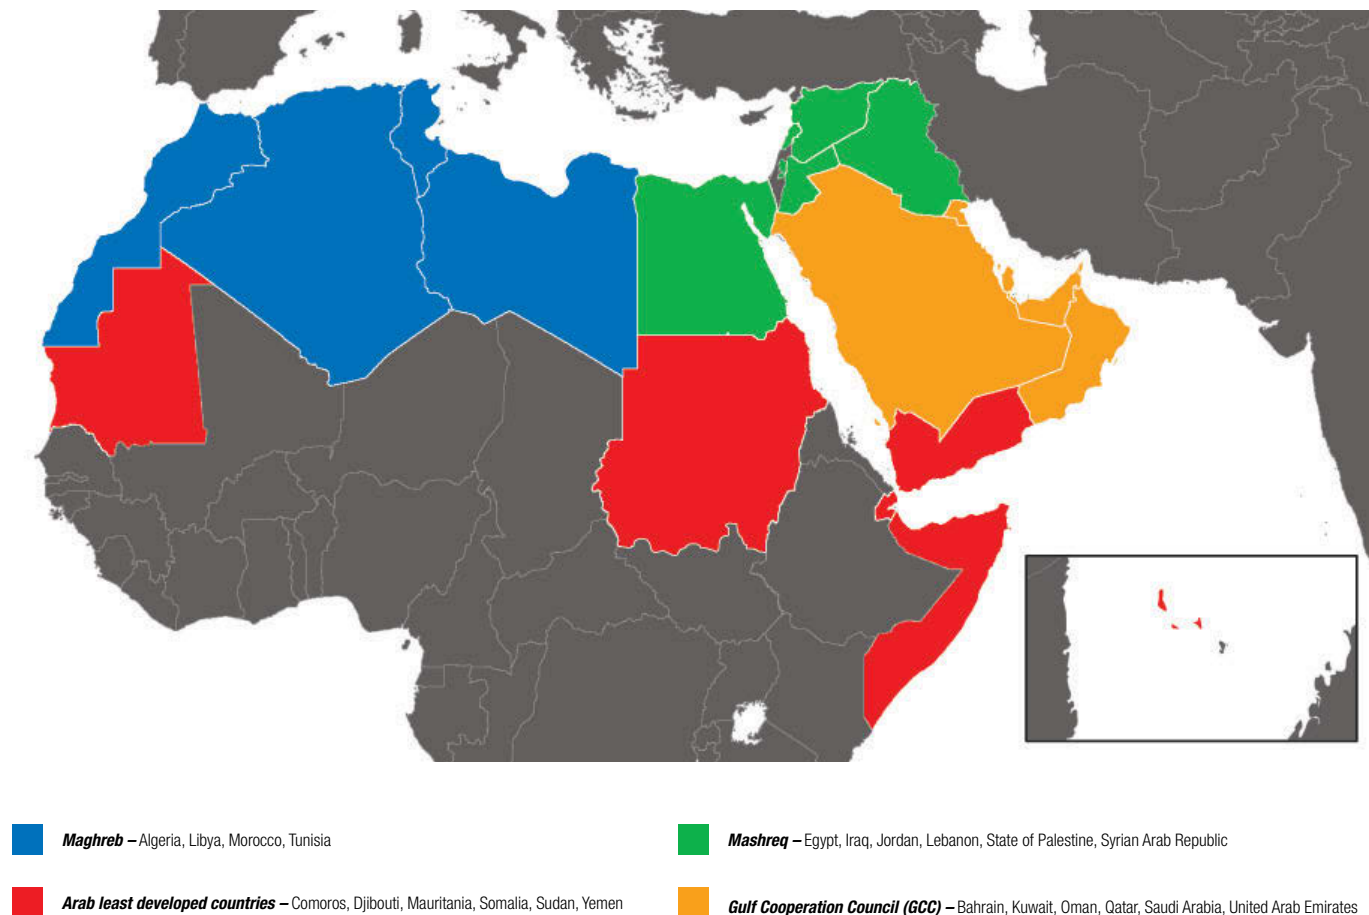 Maghreb – Algeria, Libya, Morocco, Tunisia
Mashreq – Egypt, Iraq, Jordan, Lebanon, State of Palestine, Syrian Arab Republic
Arab least developed countries – Comoros, Djibouti, Mauritania, Somalia, Sudan, Yemen
Gulf Cooperation Council (GCC) – Bahrain, Kuwait, Oman, Qatar, Saudi Arabia, United Arab Emirates